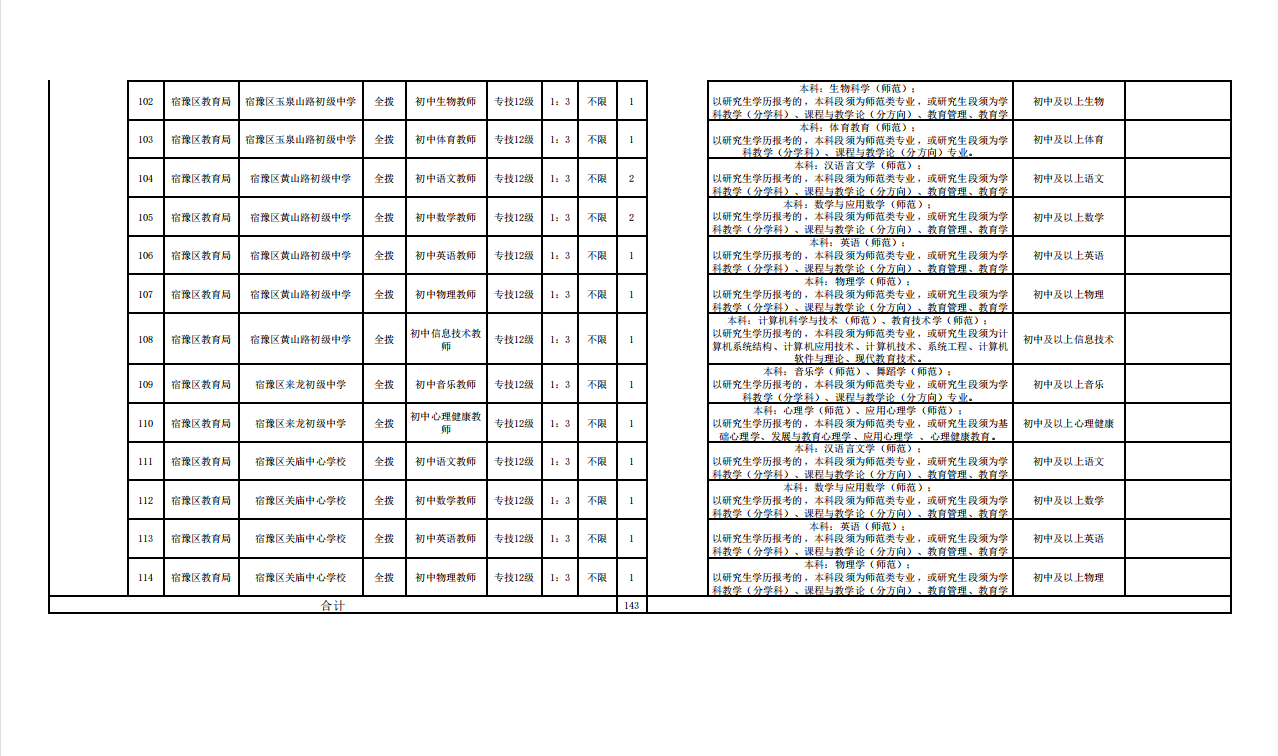 102 宿豫区教育局 宿豫区玉泉山路初级中学 全拨 初中生物教师 专技12级 1：3 不限 1 本科：生物科学（师范）；
以研究生学历报考的，本科段须为师范类专业，或研究生段须为学
科教学（分学科）、课程与教学论（分方向）、教育管理、教育学 初中及以上生物
103 宿豫区教育局 宿豫区玉泉山路初级中学 全拨 初中体育教师 专技12级 1：3 不限 1 本科：体育教育（师范）；
以研究生学历报考的，本科段须为师范类专业，或研究生段须为学
科教学（分学科）、课程与教学论（分方向）专业。 初中及以上体育
104 宿豫区教育局 宿豫区黄山路初级中学 全拨 初中语文教师 专技12级 1：3 不限 2 本科：汉语言文学（师范）；
以研究生学历报考的，本科段须为师范类专业，或研究生段须为学
科教学（分学科）、课程与教学论（分方向）、教育管理、教育学 初中及以上语文
105 宿豫区教育局 宿豫区黄山路初级中学 全拨 初中数学教师 专技12级 1：3 不限 2 本科：数学与应用数学（师范）；
以研究生学历报考的，本科段须为师范类专业，或研究生段须为学
科教学（分学科）、课程与教学论（分方向）、教育管理、教育学 初中及以上数学
106 宿豫区教育局 宿豫区黄山路初级中学 全拨 初中英语教师 专技12级 1：3 不限 1 本科：英语（师范）；
以研究生学历报考的，本科段须为师范类专业，或研究生段须为学
科教学（分学科）、课程与教学论（分方向）、教育管理、教育学 初中及以上英语
107 宿豫区教育局 宿豫区黄山路初级中学 全拨 初中物理教师 专技12级 1：3 不限 1 本科：物理学（师范）；
以研究生学历报考的，本科段须为师范类专业，或研究生段须为学
科教学（分学科）、课程与教学论（分方向）、教育管理、教育学 初中及以上物理
108 宿豫区教育局 宿豫区黄山路初级中学 全拨 初中信息技术教
师 专技12级 1：3 不限 1 本科：计算机科学与技术（师范）、教育技术学（师范）；
以研究生学历报考的，本科段须为师范类专业，或研究生段须为计
算机系统结构、计算机应用技术、计算机技术、系统工程、计算机
软件与理论、现代教育技术。 初中及以上信息技术
109 宿豫区教育局 宿豫区来龙初级中学 全拨 初中音乐教师 专技12级 1：3 不限 1 本科：音乐学（师范）、舞蹈学（师范）；
以研究生学历报考的，本科段须为师范类专业，或研究生段须为学
科教学（分学科）、课程与教学论（分方向）专业。 初中及以上音乐
110 宿豫区教育局 宿豫区来龙初级中学 全拨 初中心理健康教
师 专技12级 1：3 不限 1 本科：心理学（师范）、应用心理学（师范）；
以研究生学历报考的，本科段须为师范类专业，或研究生段须为基
础心理学、发展与教育心理学、应用心理学 、心理健康教育。 初中及以上心理健康
111 宿豫区教育局 宿豫区关庙中心学校 全拨 初中语文教师 专技12级 1：3 不限 1 本科：汉语言文学（师范）；
以研究生学历报考的，本科段须为师范类专业，或研究生段须为学
科教学（分学科）、课程与教学论（分方向）、教育管理、教育学 初中及以上语文
112 宿豫区教育局 宿豫区关庙中心学校 全拨 初中数学教师 专技12级 1：3 不限 1 本科：数学与应用数学（师范）；
以研究生学历报考的，本科段须为师范类专业，或研究生段须为学
科教学（分学科）、课程与教学论（分方向）、教育管理、教育学 初中及以上数学
113 宿豫区教育局 宿豫区关庙中心学校 全拨 初中英语教师 专技12级 1：3 不限 1 本科：英语（师范）；
以研究生学历报考的，本科段须为师范类专业，或研究生段须为学
科教学（分学科）、课程与教学论（分方向）、教育管理、教育学 初中及以上英语
114 宿豫区教育局 宿豫区关庙中心学校 全拨 初中物理教师 专技12级 1：3 不限 1 本科：物理学（师范）；
以研究生学历报考的，本科段须为师范类专业，或研究生段须为学
科教学（分学科）、课程与教学论（分方向）、教育管理、教育学 初中及以上物理
合计 143